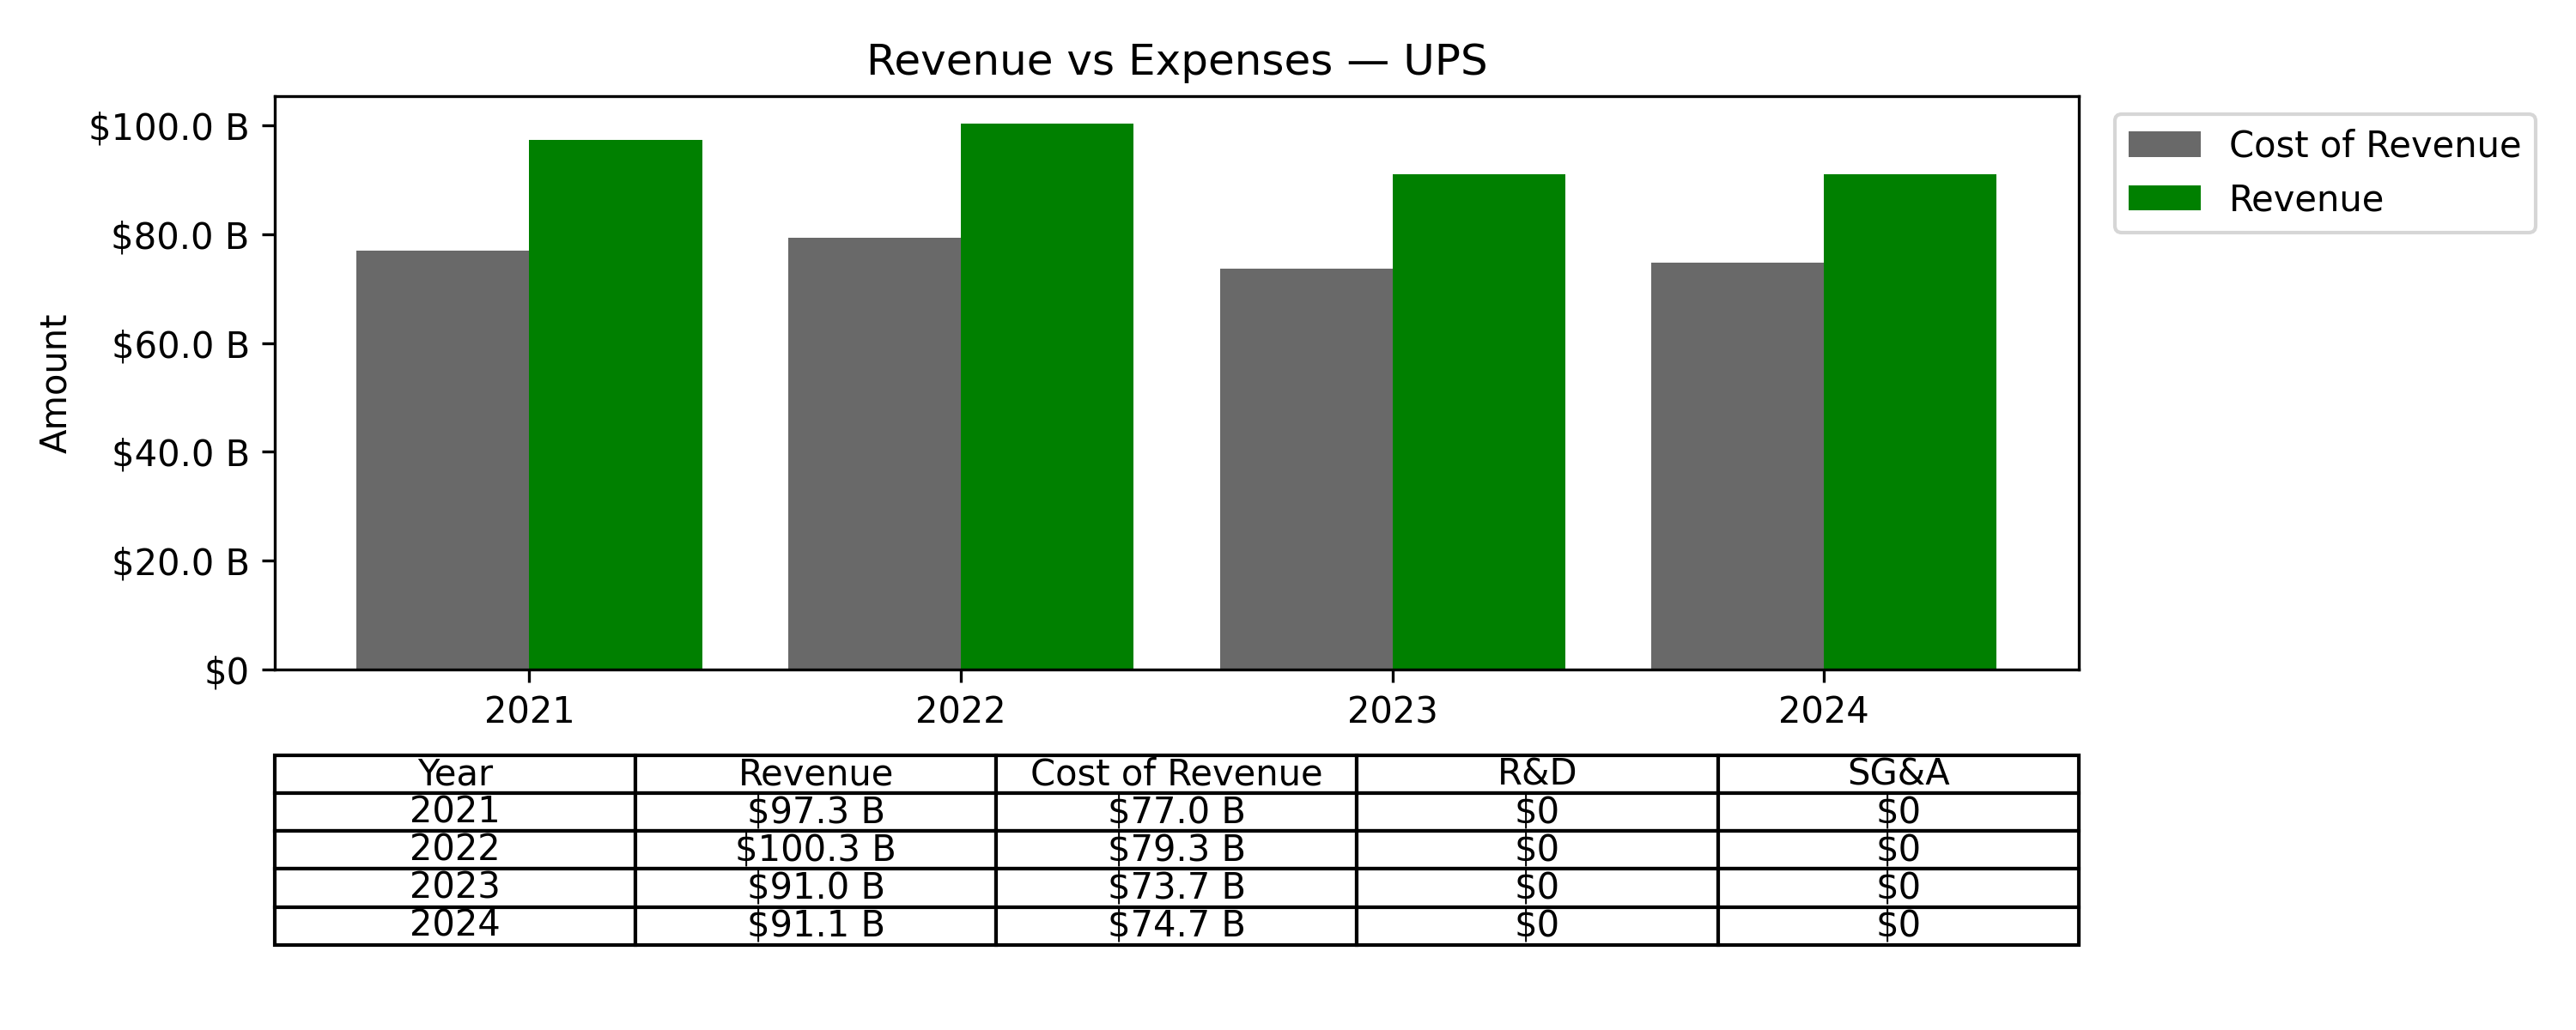 Revenue vs Expenses — UPS
$100.0 B
$80.0 B
$60.0 B
$40.0 B
$20.0 B
$0
Amount
Cost of Revenue
Revenue
2021 2022 2023 2024
Year Revenue Cost of Revenue R&D SG&A
2021 $97.3 B $77.0 B $0 $0
2022 $100.3 B $79.3 B $0 $0
2023 $91.0 B $73.7 B $0 $0
2024 $91.1 B $74.7 B $0 $0